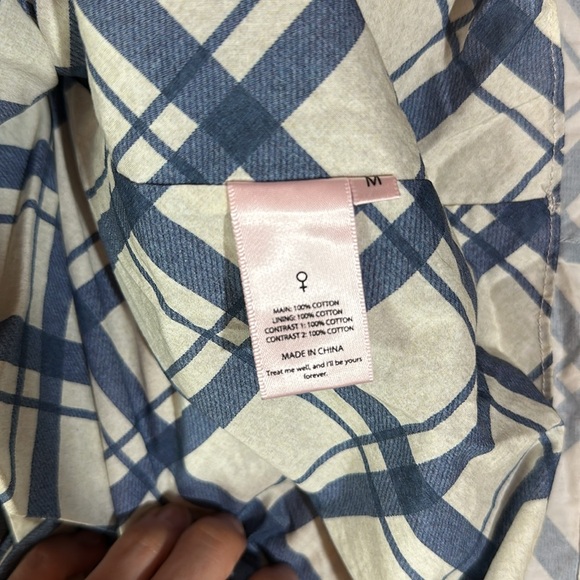 M
MAIN: 100% COTTON
LINING: 100% COTTON
CONTRAST 1: 100% COTTON
CONTRAST 2: 100% COTTON
MADE IN CHINA
Treat me well, and I'll be yours
forever.